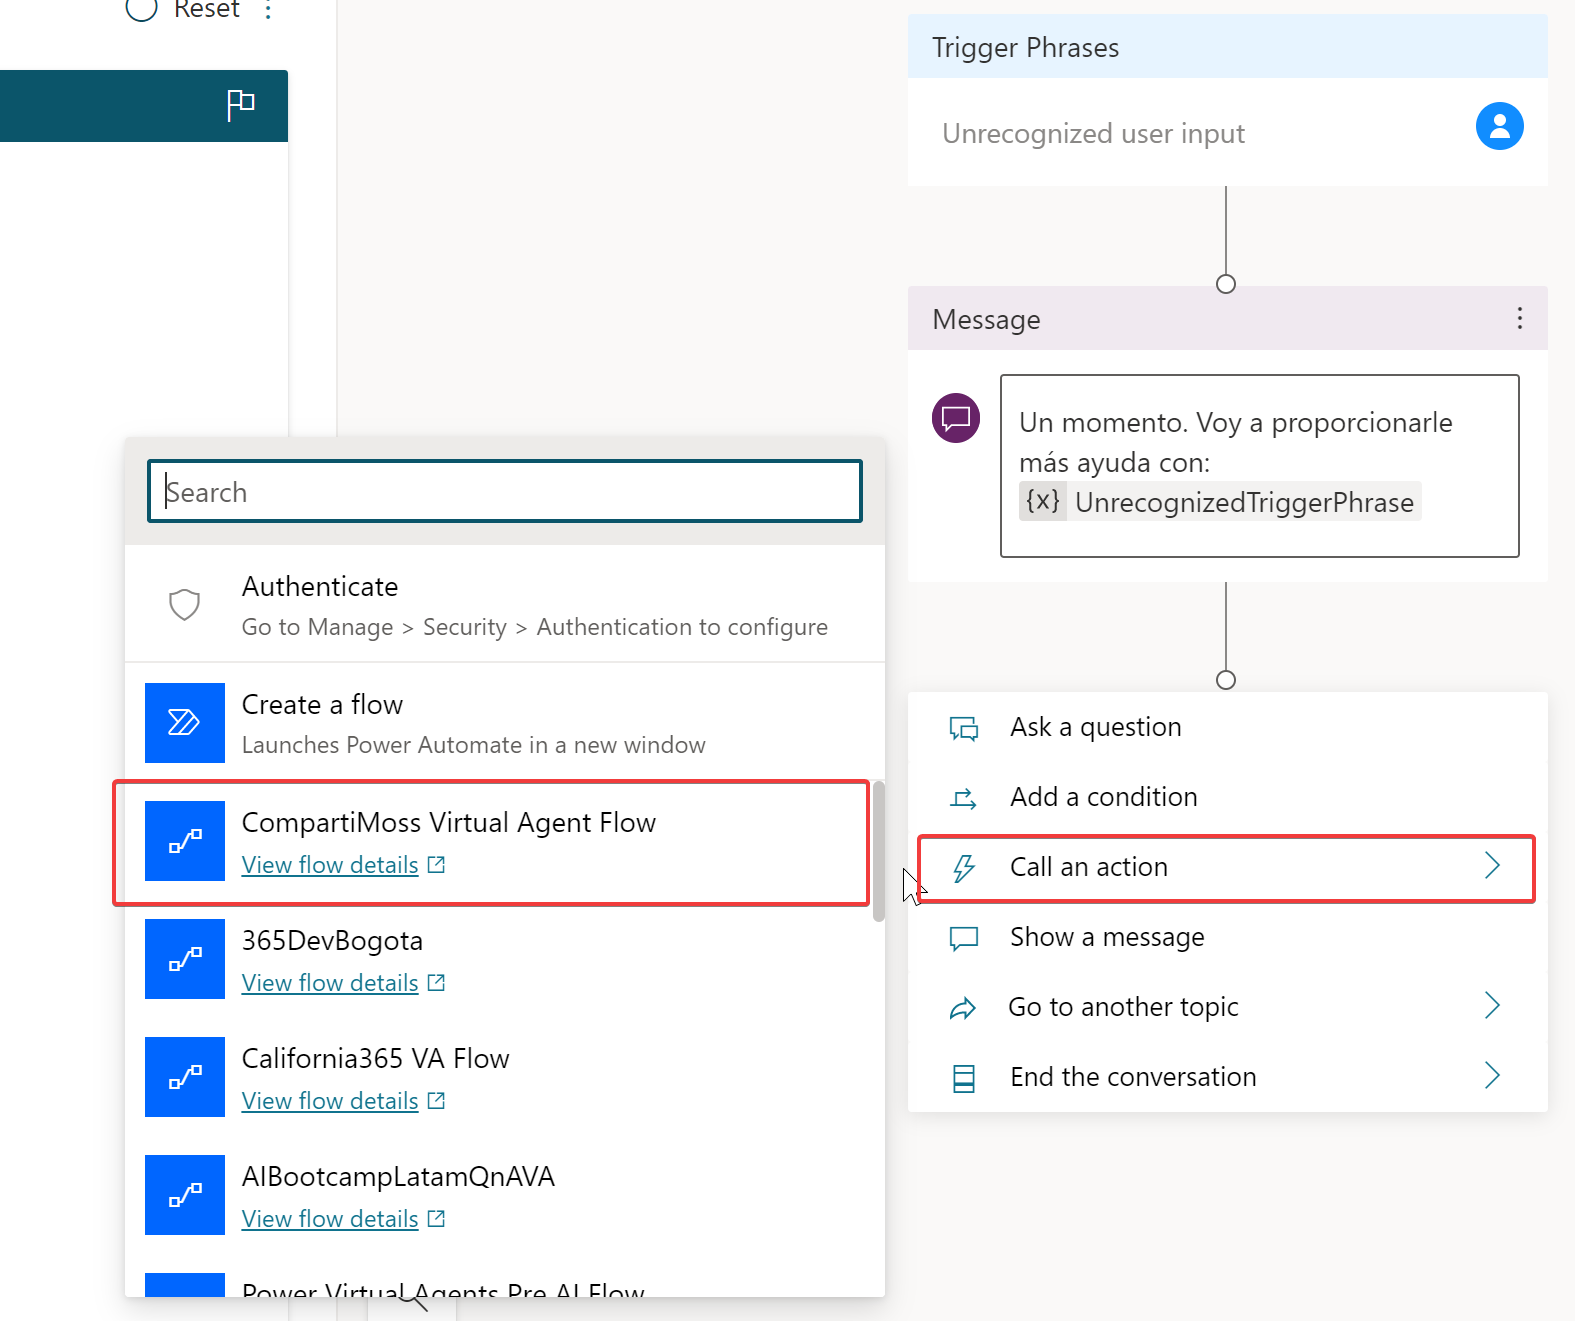 Reset
Trigger Phrases
Unrecognized user input
Message
Un momento. Voy a proporcionarle
más ayuda con:
{x} UnrecognizedTriggerPhrase
Search
Authenticate
Go to Manage > Security > Authentication to configure
Create a flow
Launches Power Automate in a new window
CompartiMoss Virtual Agent Flow
View flow details
365DevBogota
View flow details
California365 VA Flow
View flow details
AIBootcampLatamQnAVA
View flow details
Power Virtual Agents Pre AI Flow
Ask a question
Add a condition
Call an action
Show a message
Go to another topic
End the conversation